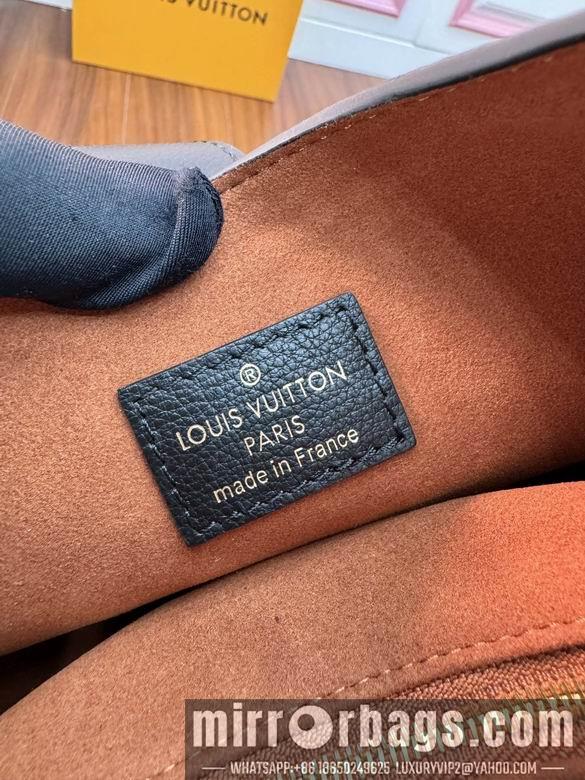 LOUIS VUITTON
®
LOUIS VUITTON
PARIS
made in France
mirrorbags.com
WHATSAPP:+86 18650249625 LUXURYVIP2@YAHOO.COM